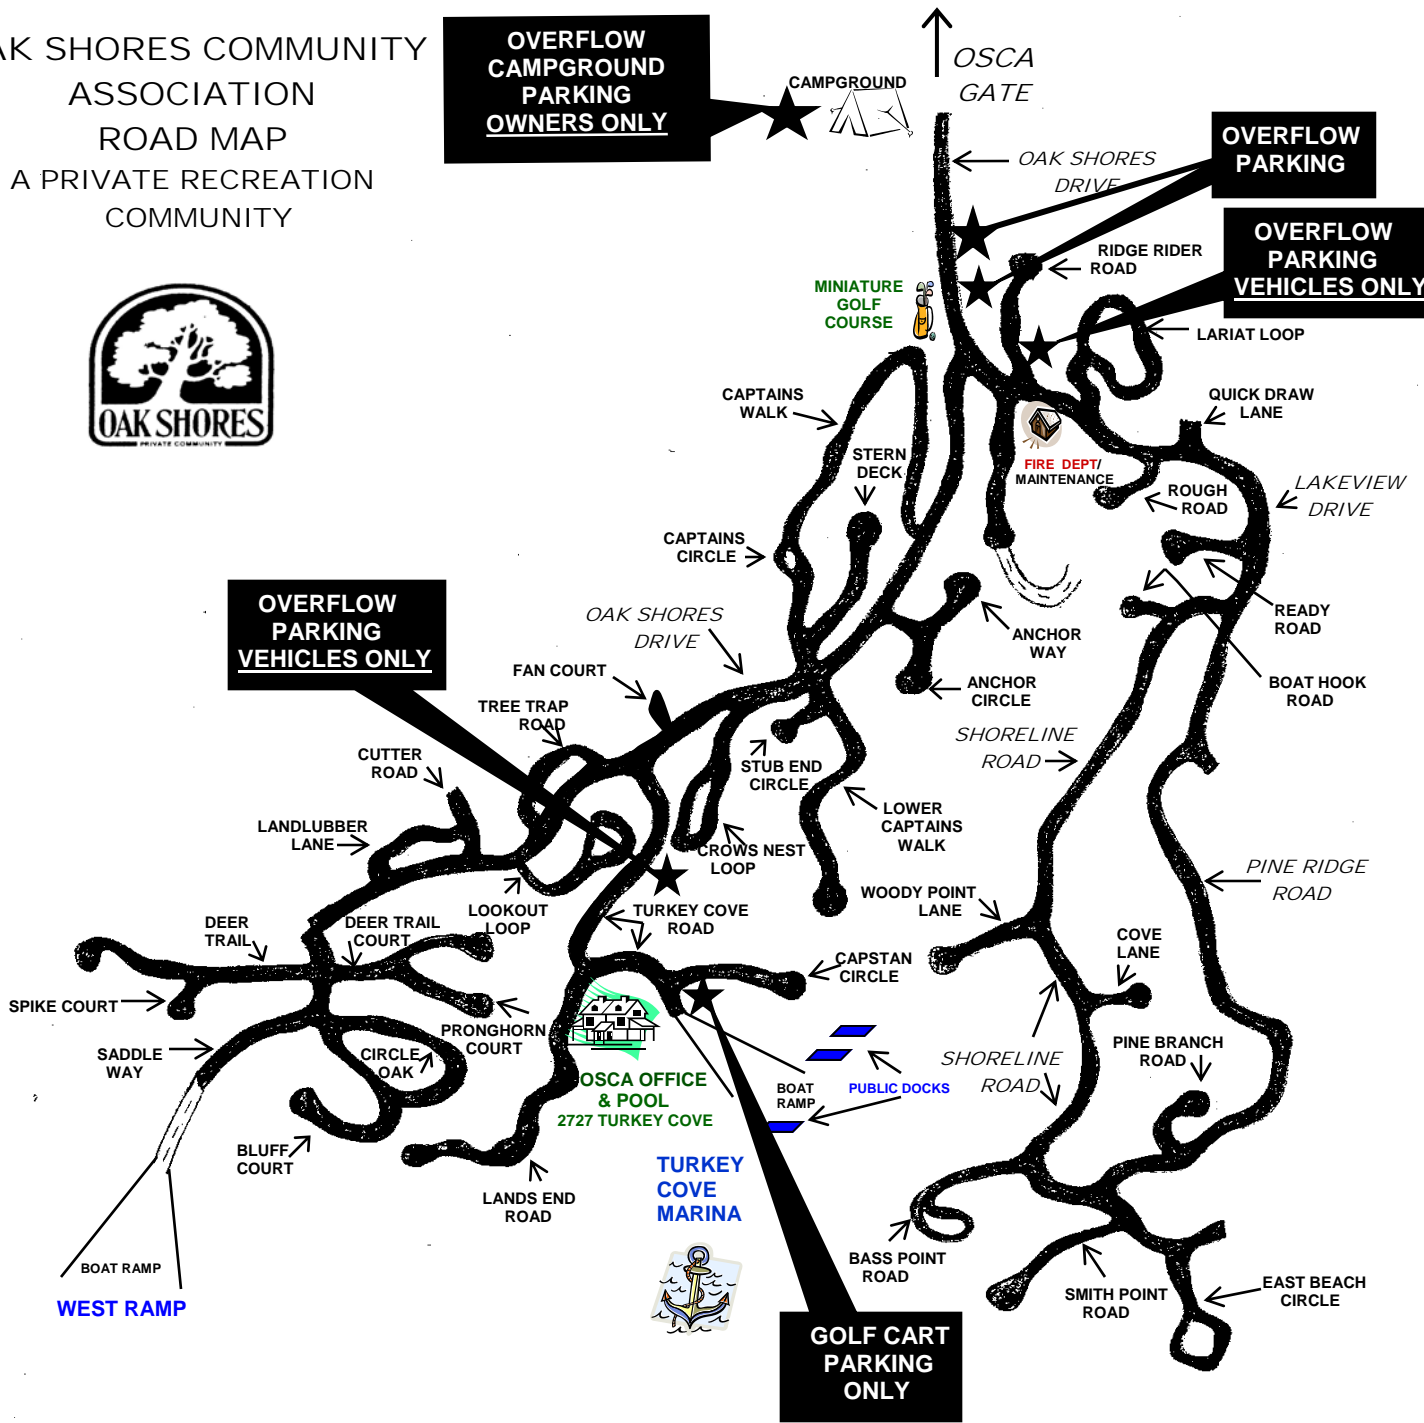 AK SHORES COMMUNITY
ASSOCIATION
ROAD MAP
A PRIVATE RECREATION
COMMUNITY
OAK SHORES
PRIVATE COMMUNITY
OVERFLOW
CAMPGROUND
PARKING
OWNERS ONLY
CAMPGROUND
OSCA
GATE
OAK SHORES
DRIVE
OVERFLOW
PARKING
OVERFLOW
PARKING
VEHICLES ONLY
RIDGE RIDER
ROAD
MINIATURE
GOLF
COURSE
LARIAT LOOP
CAPTAINS
WALK
QUICK DRAW
LANE
STERN
DECK
FIRE DEPT/
MAINTENANCE
ROUGH
ROAD
LAKEVIEW
DRIVE
CAPTAINS
CIRCLE
OVERFLOW
PARKING
VEHICLES ONLY
OAK SHORES
DRIVE
ANCHOR
WAY
READY
ROAD
FAN COURT
ANCHOR
CIRCLE
BOAT HOOK
ROAD
TREE TRAP
ROAD
SHORELINE
ROAD
CUTTER
ROAD
STUB END
CIRCLE
LANDLUBBER
LANE
LOWER
CAPTAINS
WALK
CROWS NEST
LOOP
PINE RIDGE
ROAD
WOODY POINT
LANE
LOOKOUT
LOOP
TURKEY COVE
ROAD
DEER
TRAIL
DEER TRAIL
COURT
COVE
LANE
CAPSTAN
CIRCLE
SPIKE COURT
PRONGHORN
COURT
SADDLE
WAY
CIRCLE
OAK
SHORELINE
ROAD
PINE BRANCH
ROAD
OSCA OFFICE
& POOL
2727 TURKEY COVE
BOAT
RAMP
PUBLIC DOCKS
BLUFF
COURT
TURKEY
COVE
MARINA
LANDS END
ROAD
BASS POINT
ROAD
SMITH POINT
ROAD
EAST BEACH
CIRCLE
BOAT RAMP
WEST RAMP
GOLF CART
PARKING
ONLY